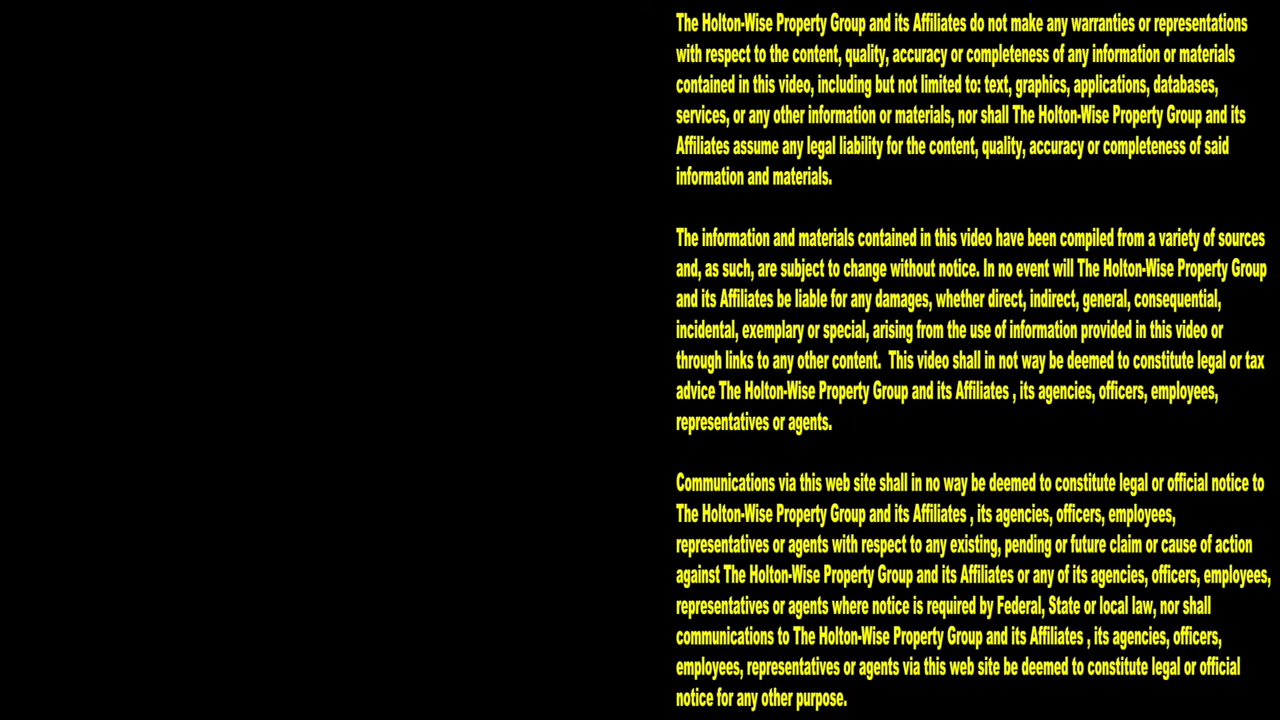 The Holton-Wise Property Group and its Affiliates do not make any warranties or representations
with respect to the content, quality, accuracy or completeness of any information or materials
contained in this video, including but not limited to: text, graphics, applications, databases,
services, or any other information or materials, nor shall The Holton-Wise Property Group and its
Affiliates assume any legal liability for the content, quality, accuracy or completeness of said
information and materials.
The information and materials contained in this video have been compiled from a variety of sources
and, as such, are subject to change without notice. In no event will The Holton-Wise Property Group
and its Affiliates be liable for any damages, whether direct, indirect, general, consequential,
incidental, exemplary or special, arising from the use of information provided in this video or
through links to any other content.  This video shall in not way be deemed to constitute legal or tax
advice The Holton-Wise Property Group and its Affiliates , its agencies, officers, employees,
representatives or agents.
Communications via this web site shall in no way be deemed to constitute legal or official notice to
The Holton-Wise Property Group and its Affiliates , its agencies, officers, employees,
representatives or agents with respect to any existing, pending or future claim or cause of action
against The Holton-Wise Property Group and its Affiliates or any of its agencies, officers, employees,
representatives or agents where notice is required by Federal, State or local law, nor shall
communications to The Holton-Wise Property Group and its Affiliates , its agencies, officers,
employees, representatives or agents via this web site be deemed to constitute legal or official
notice for any other purpose.